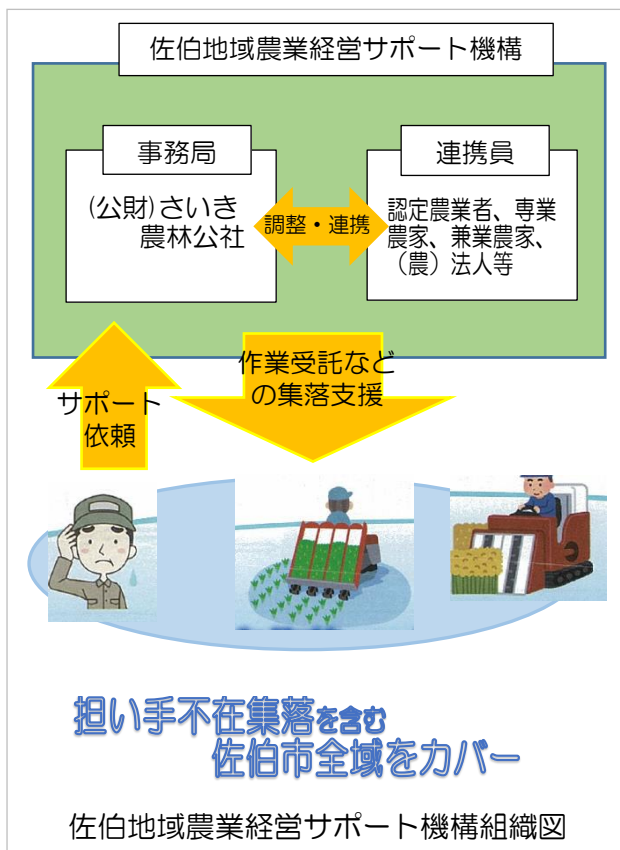 佐伯地域農業経営サポート機構
事務局
(公財)さいき
農林公社
調整・連携
連携員
認定農業者、専業
農家、兼業農家、
（農）法人等
サポート
依頼
作業受託など
の集落支援
担い手不在集落を含む
佐伯市全域をカバー
佐伯地域農業経営サポート機構組織図